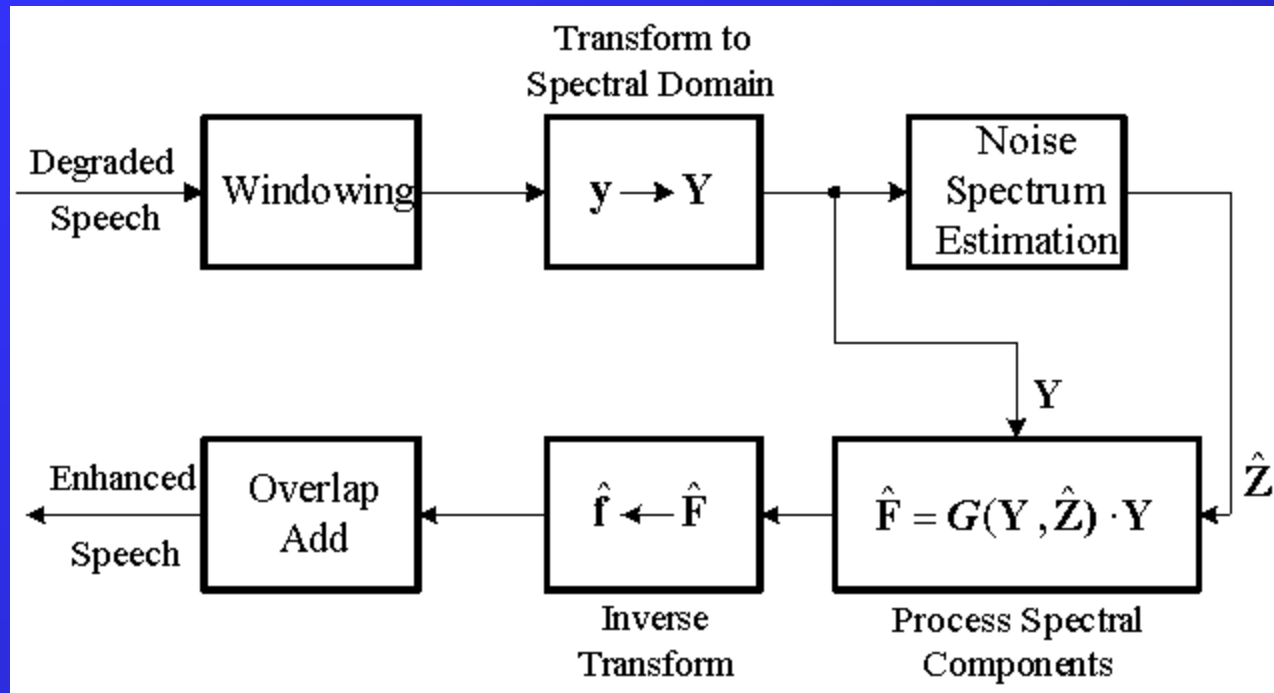 Transform to
Spectral Domain
Degraded
Speech
Windowing
y → Y
Noise
Spectrum
Estimation
Y
Ẑ
Enhanced
Speech
Overlap
Add
f̂ ← F̂
F̂ = G(Y , Ẑ) · Y
Inverse
Transform
Process Spectral
Components